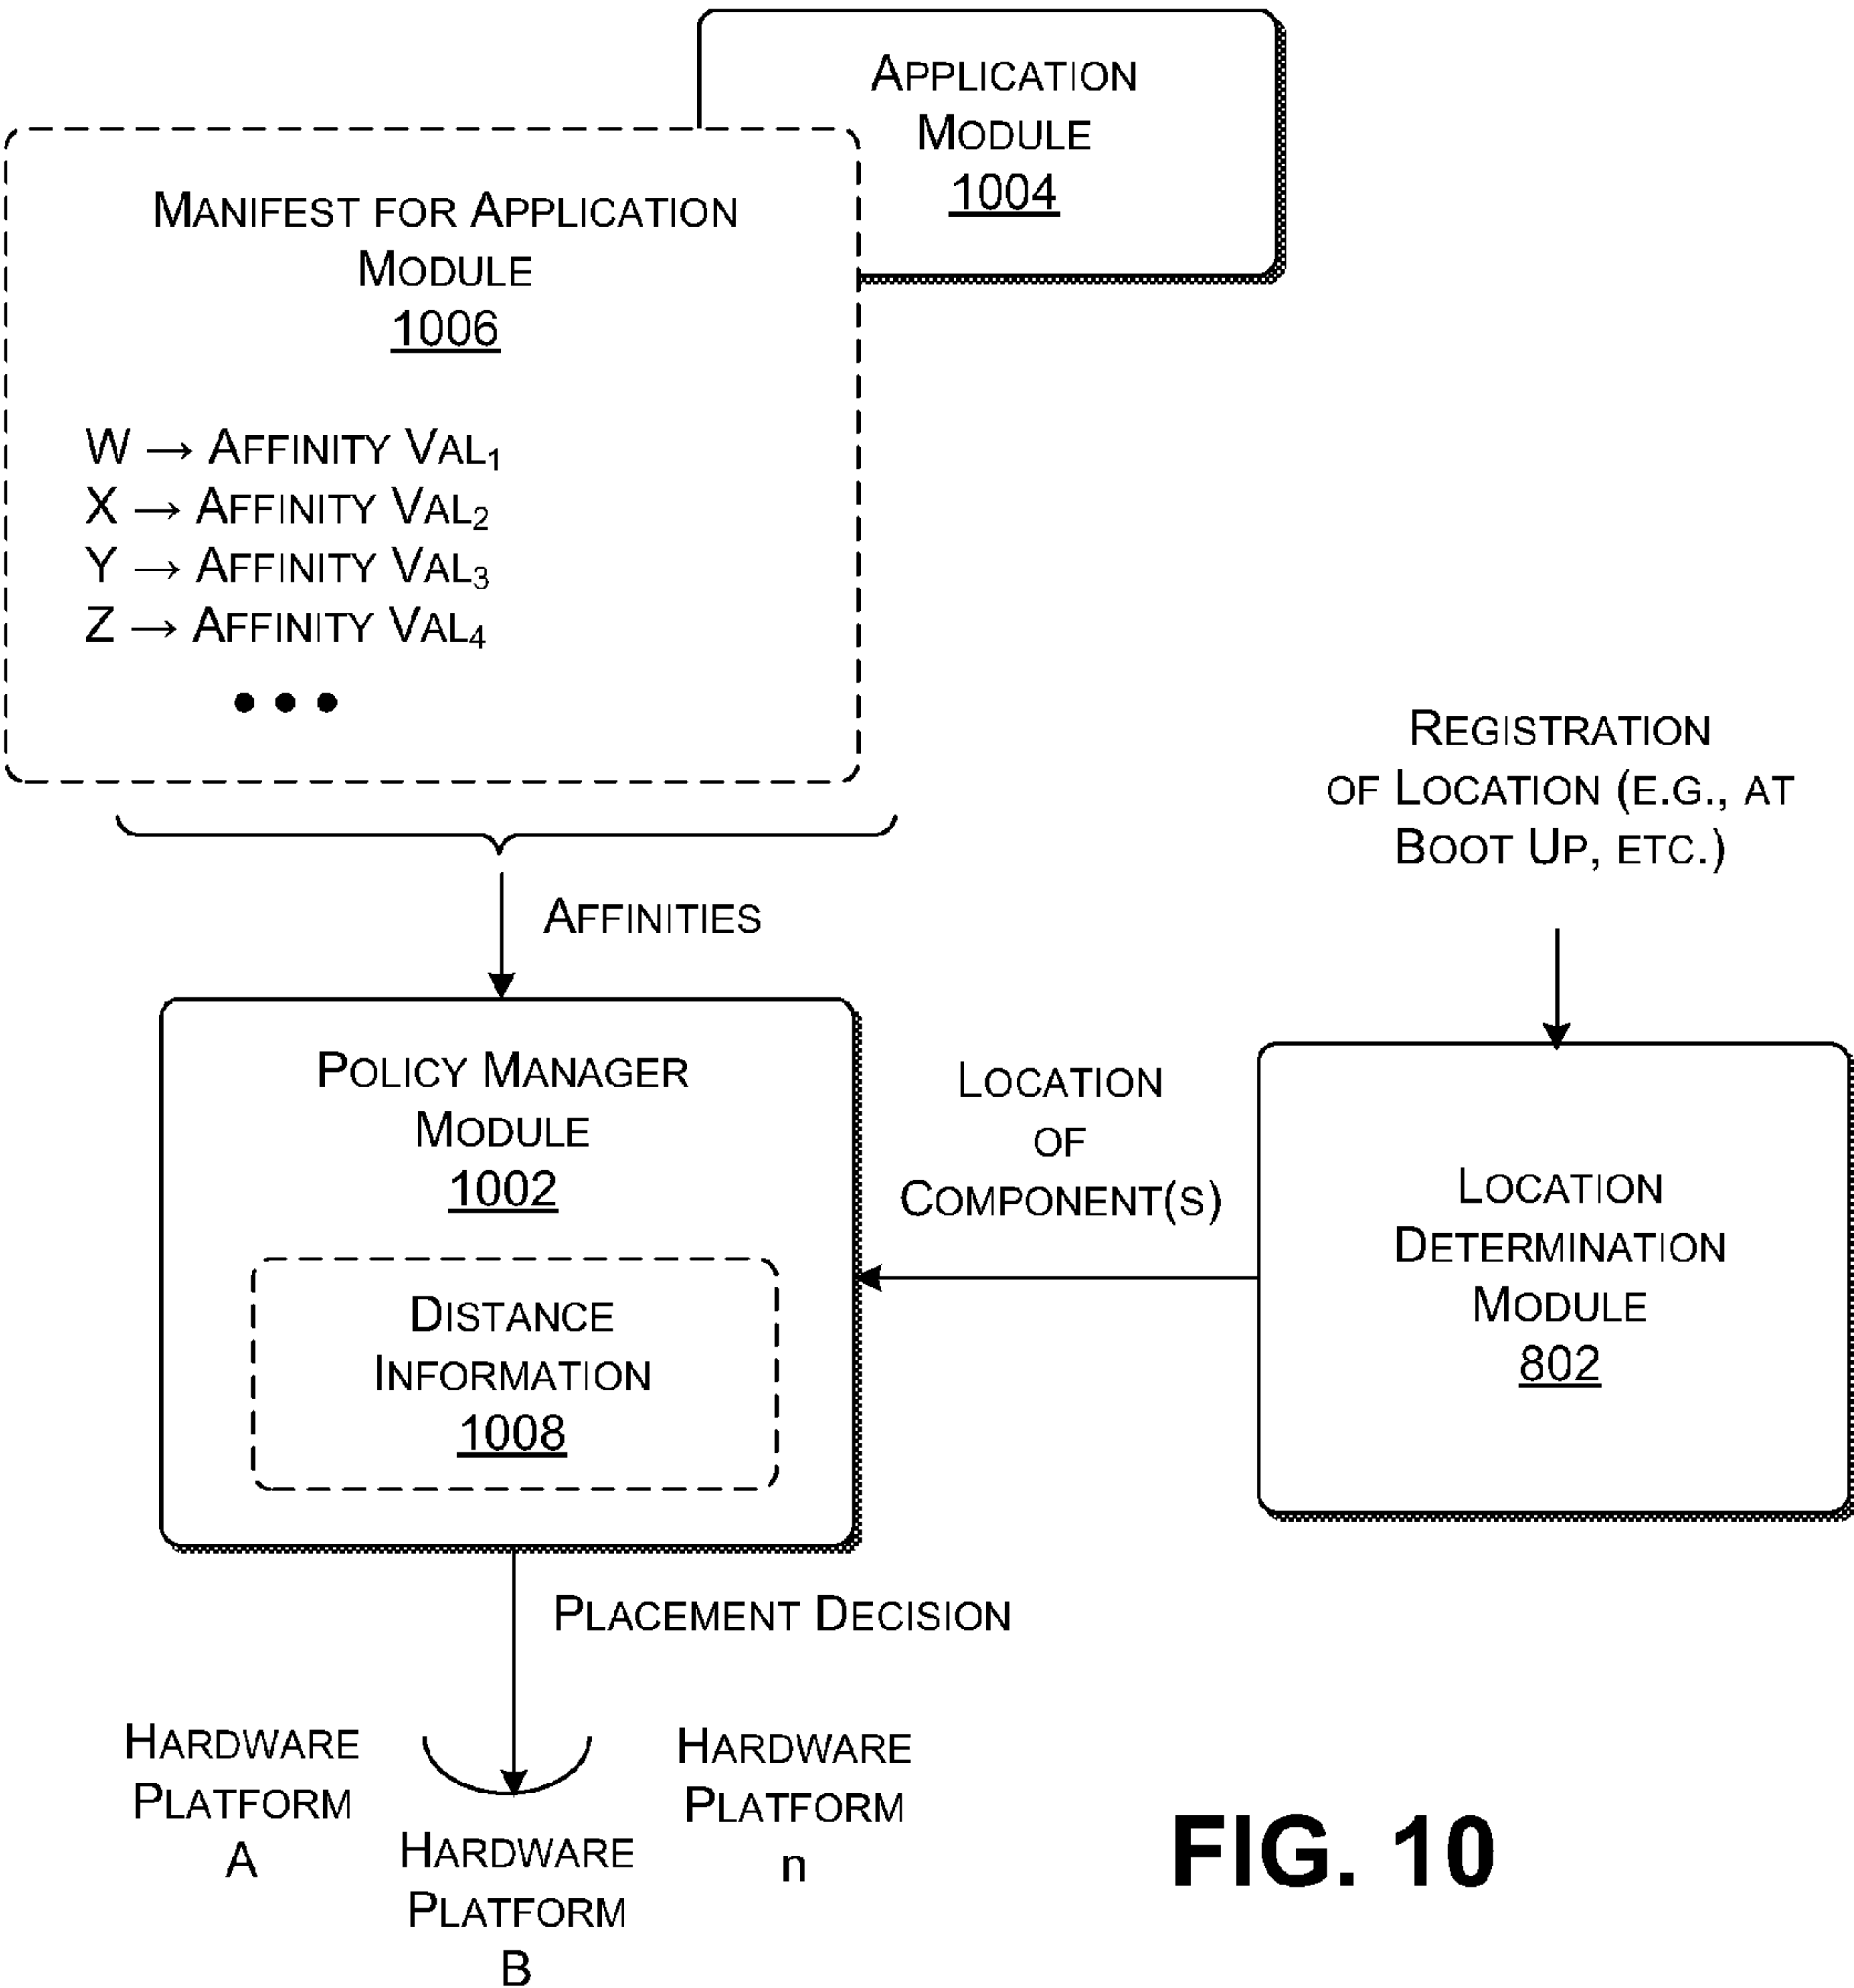 APPLICATION
MODULE
1004
MANIFEST FOR APPLICATION
MODULE
1006
W → AFFINITY VAL₁
X → AFFINITY VAL₂
Y → AFFINITY VAL₃
Z → AFFINITY VAL₄
•••
REGISTRATION
OF LOCATION (E.G., AT
BOOT UP, ETC.)
AFFINITIES
POLICY MANAGER
MODULE
1002
LOCATION
OF
COMPONENT(S)
LOCATION
DETERMINATION
MODULE
802
DISTANCE
INFORMATION
1008
PLACEMENT DECISION
HARDWARE
PLATFORM
A
HARDWARE
PLATFORM
B
HARDWARE
PLATFORM
n
FIG. 10